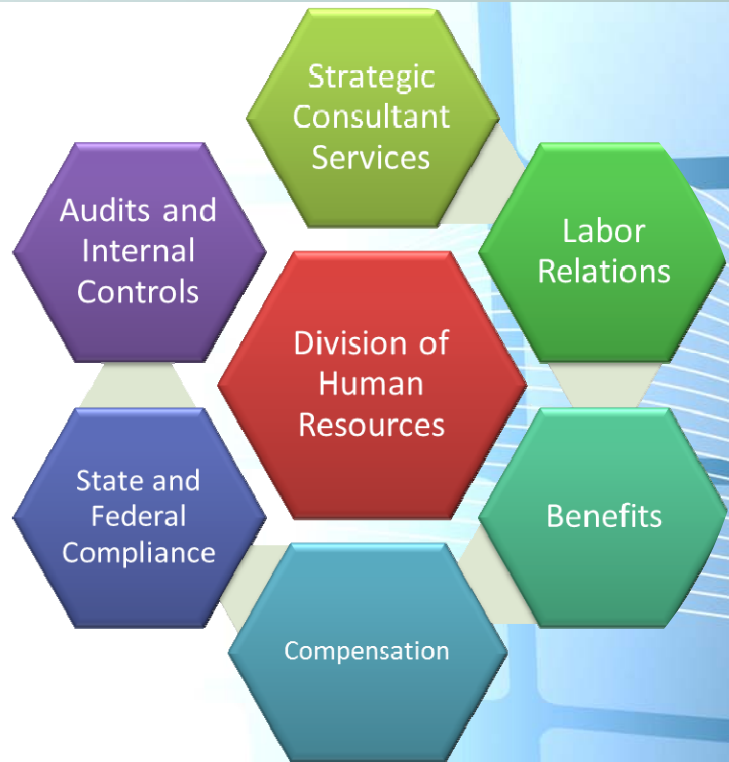 Strategic
Consultant
Services
Audits and
Internal
Controls
Labor
Relations
Division of
Human
Resources
State and
Federal
Compliance
Benefits
Compensation